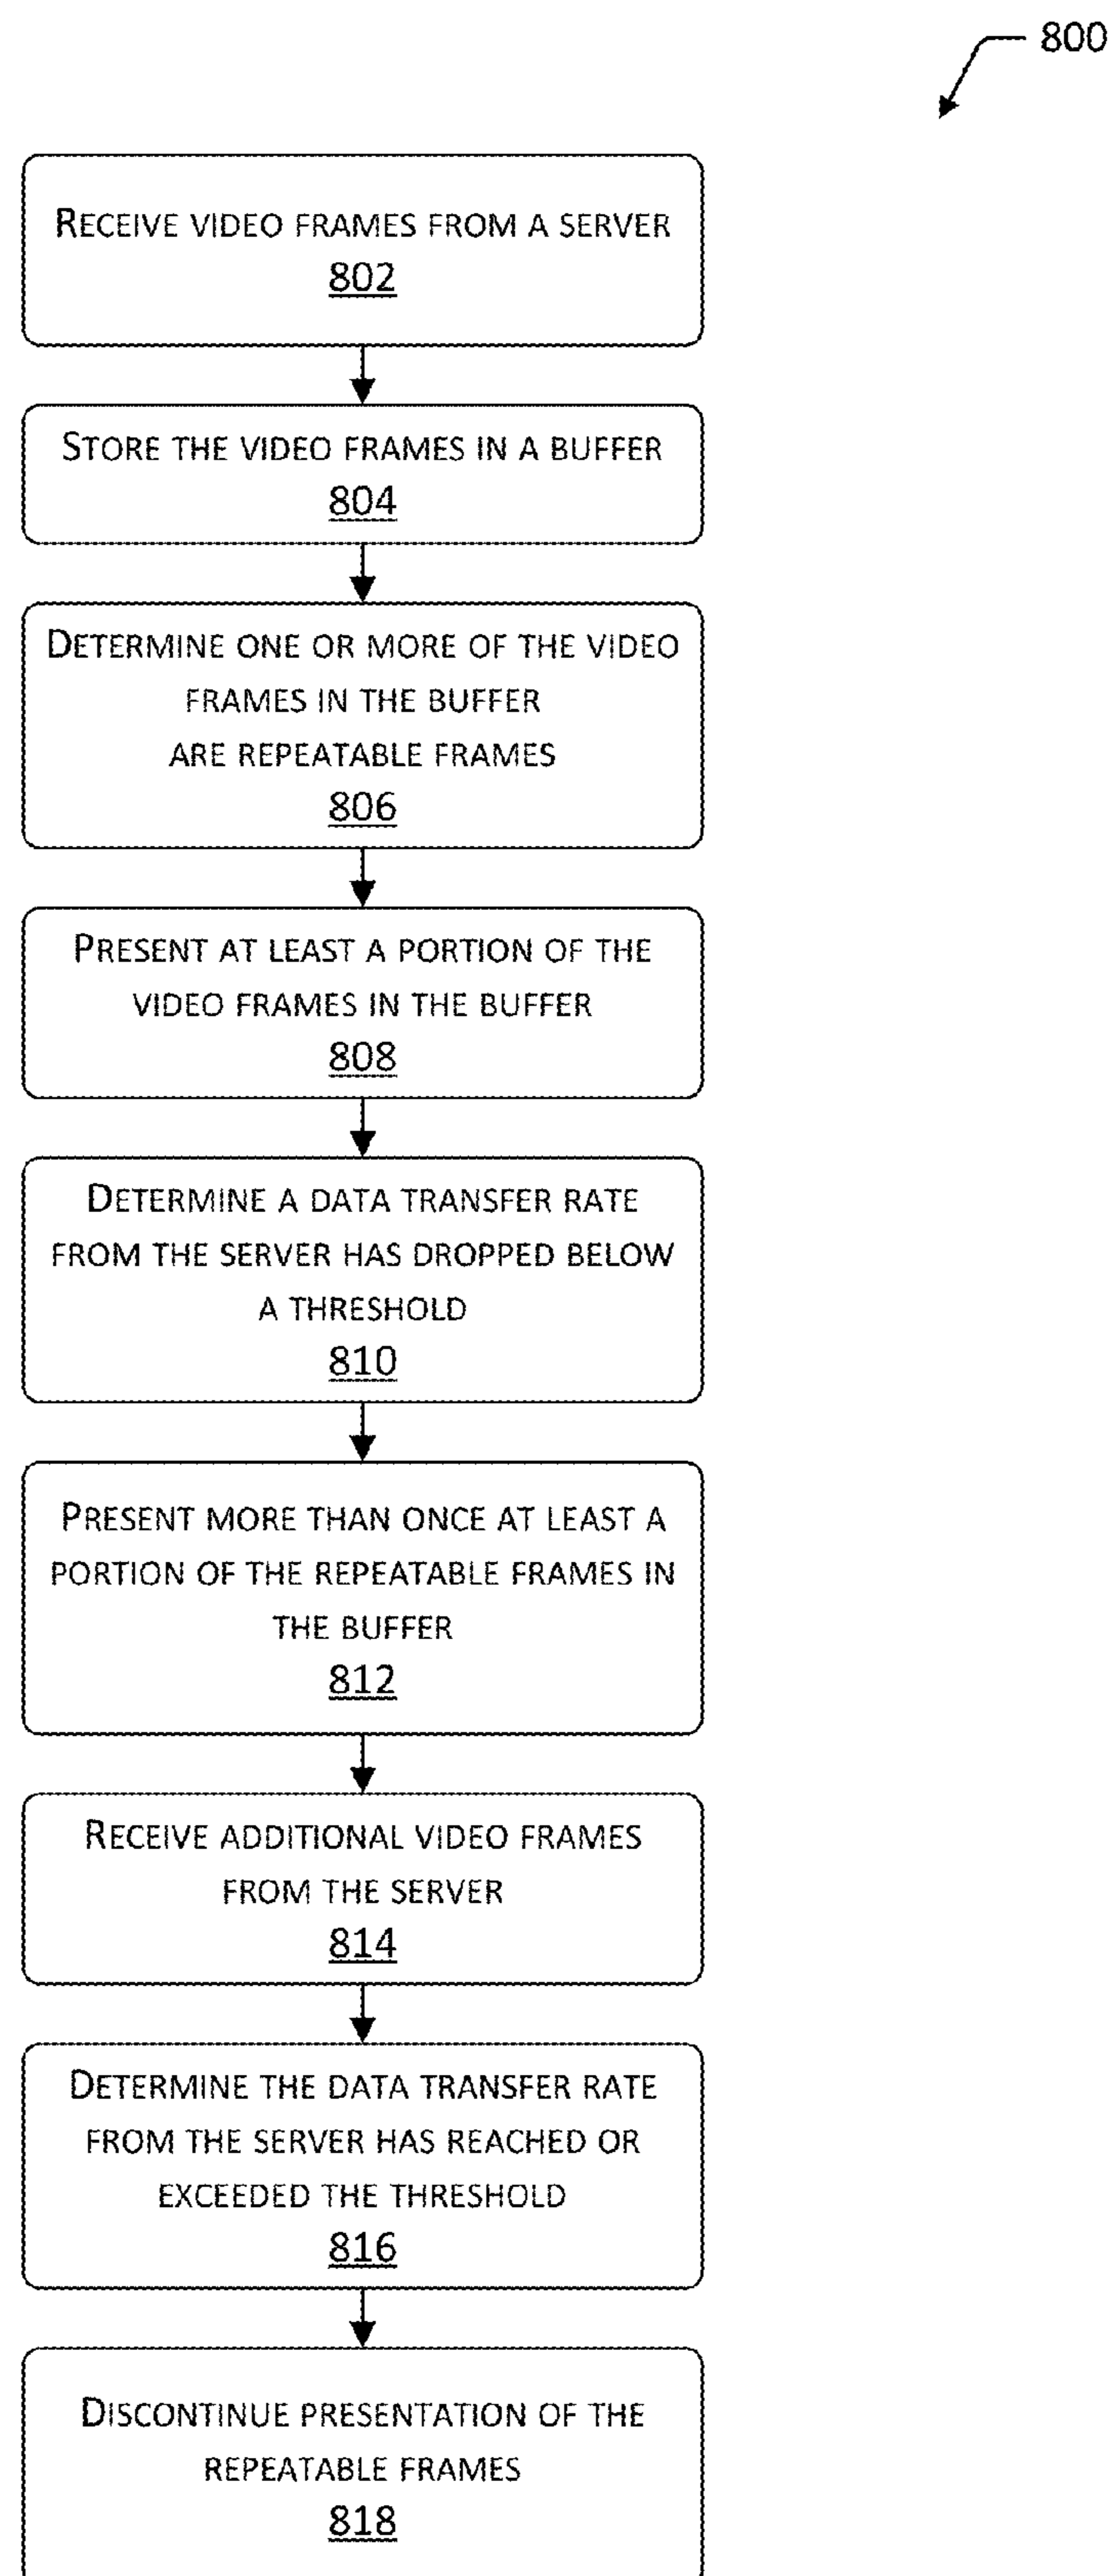 800
RECEIVE VIDEO FRAMES FROM A SERVER
802
STORE THE VIDEO FRAMES IN A BUFFER
804
DETERMINE ONE OR MORE OF THE VIDEO
FRAMES IN THE BUFFER
ARE REPEATABLE FRAMES
806
PRESENT AT LEAST A PORTION OF THE
VIDEO FRAMES IN THE BUFFER
808
DETERMINE A DATA TRANSFER RATE
FROM THE SERVER HAS DROPPED BELOW
A THRESHOLD
810
PRESENT MORE THAN ONCE AT LEAST A
PORTION OF THE REPEATABLE FRAMES IN
THE BUFFER
812
RECEIVE ADDITIONAL VIDEO FRAMES
FROM THE SERVER
814
DETERMINE THE DATA TRANSFER RATE
FROM THE SERVER HAS REACHED OR
EXCEEDED THE THRESHOLD
816
DISCONTINUE PRESENTATION OF THE
REPEATABLE FRAMES
818